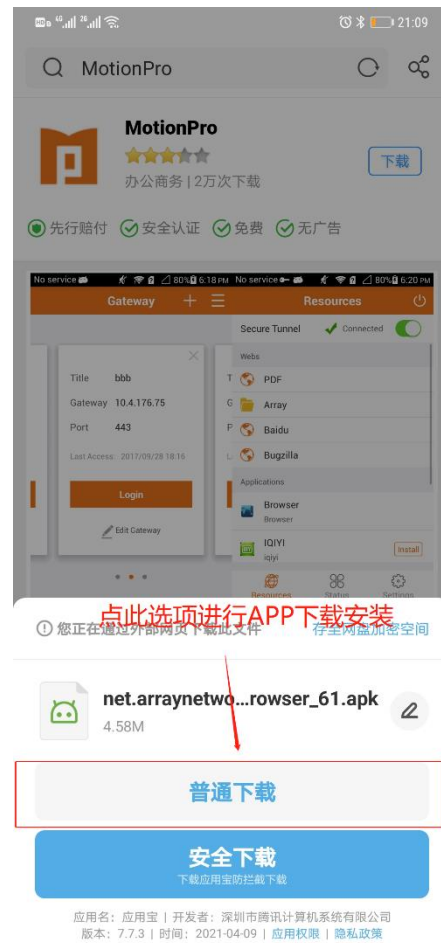 HD 4G 2G 21:09
MotionPro
MotionPro
办公商务 | 2万次下载
下载
先行赔付 安全认证 免费 无广告
No service 80% 6:18 PM
Gateway
Title bbb
Gateway 10.4.176.75
Port 443
Last Access: 2017/09/28 18:16
Login
Edit Gateway
No service 80% 6:20 PM
Resources
Secure Tunnel Connected
Webs
PDF
Array
Baidu
Bugzilla
Applications
Browser
Browser
IQIYI
iqiyi
Install
Resources Status Settings
点此选项进行APP下载安装
您正在通过外部网页下载此文件 存至网盘加密空间
net.arraynetwo...rowser_61.apk
4.58M
普通下载
安全下载
下载应用宝防拦截下载
应用名：应用宝 | 开发者：深圳市腾讯计算机系统有限公司
版本：7.7.3 | 时间：2021-04-09 | 应用权限 | 隐私政策